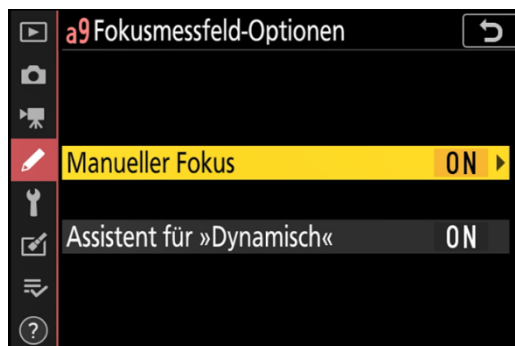 a9 Fokusmessfeld-Optionen
Manueller Fokus ON
Assistent für »Dynamisch« ON
?